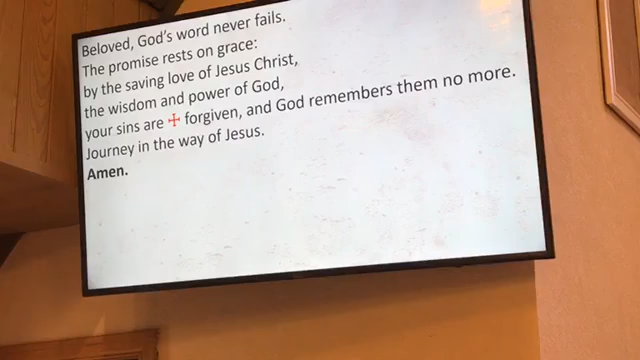 Beloved, God's word never fails.
The promise rests on grace:
by the saving love of Jesus Christ,
the wisdom and power of God,
your sins are ☩ forgiven, and God remembers them no more.
Journey in the way of Jesus.
Amen.